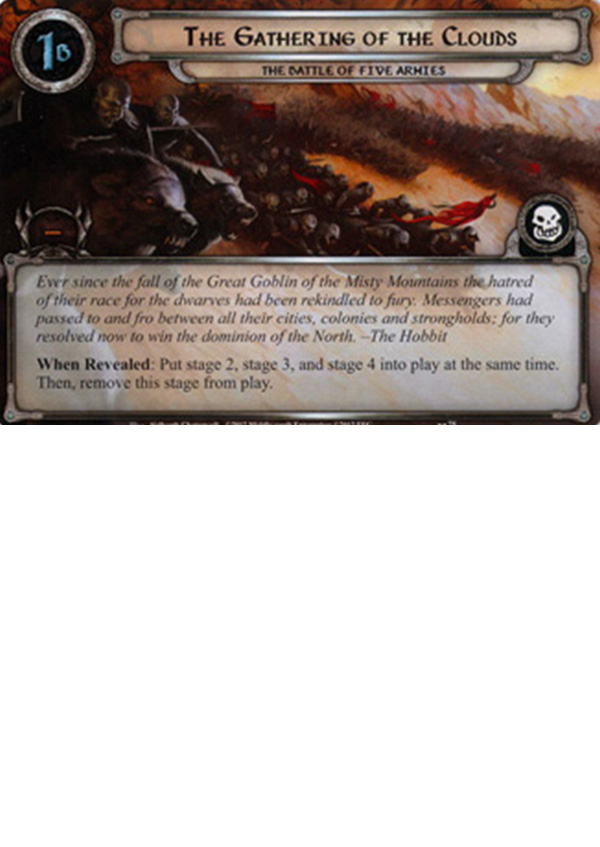 1B
THE GATHERING OF THE CLOUDS
THE BATTLE OF FIVE ARMIES
–
Ever since the fall of the Great Goblin of the Misty Mountains the hatred
of their race for the dwarves had been rekindled to fury. Messengers had
passed to and fro between all their cities, colonies and strongholds; for they
resolved now to win the dominion of the North. –The Hobbit
When Revealed: Put stage 2, stage 3, and stage 4 into play at the same time.
Then, remove this stage from play.